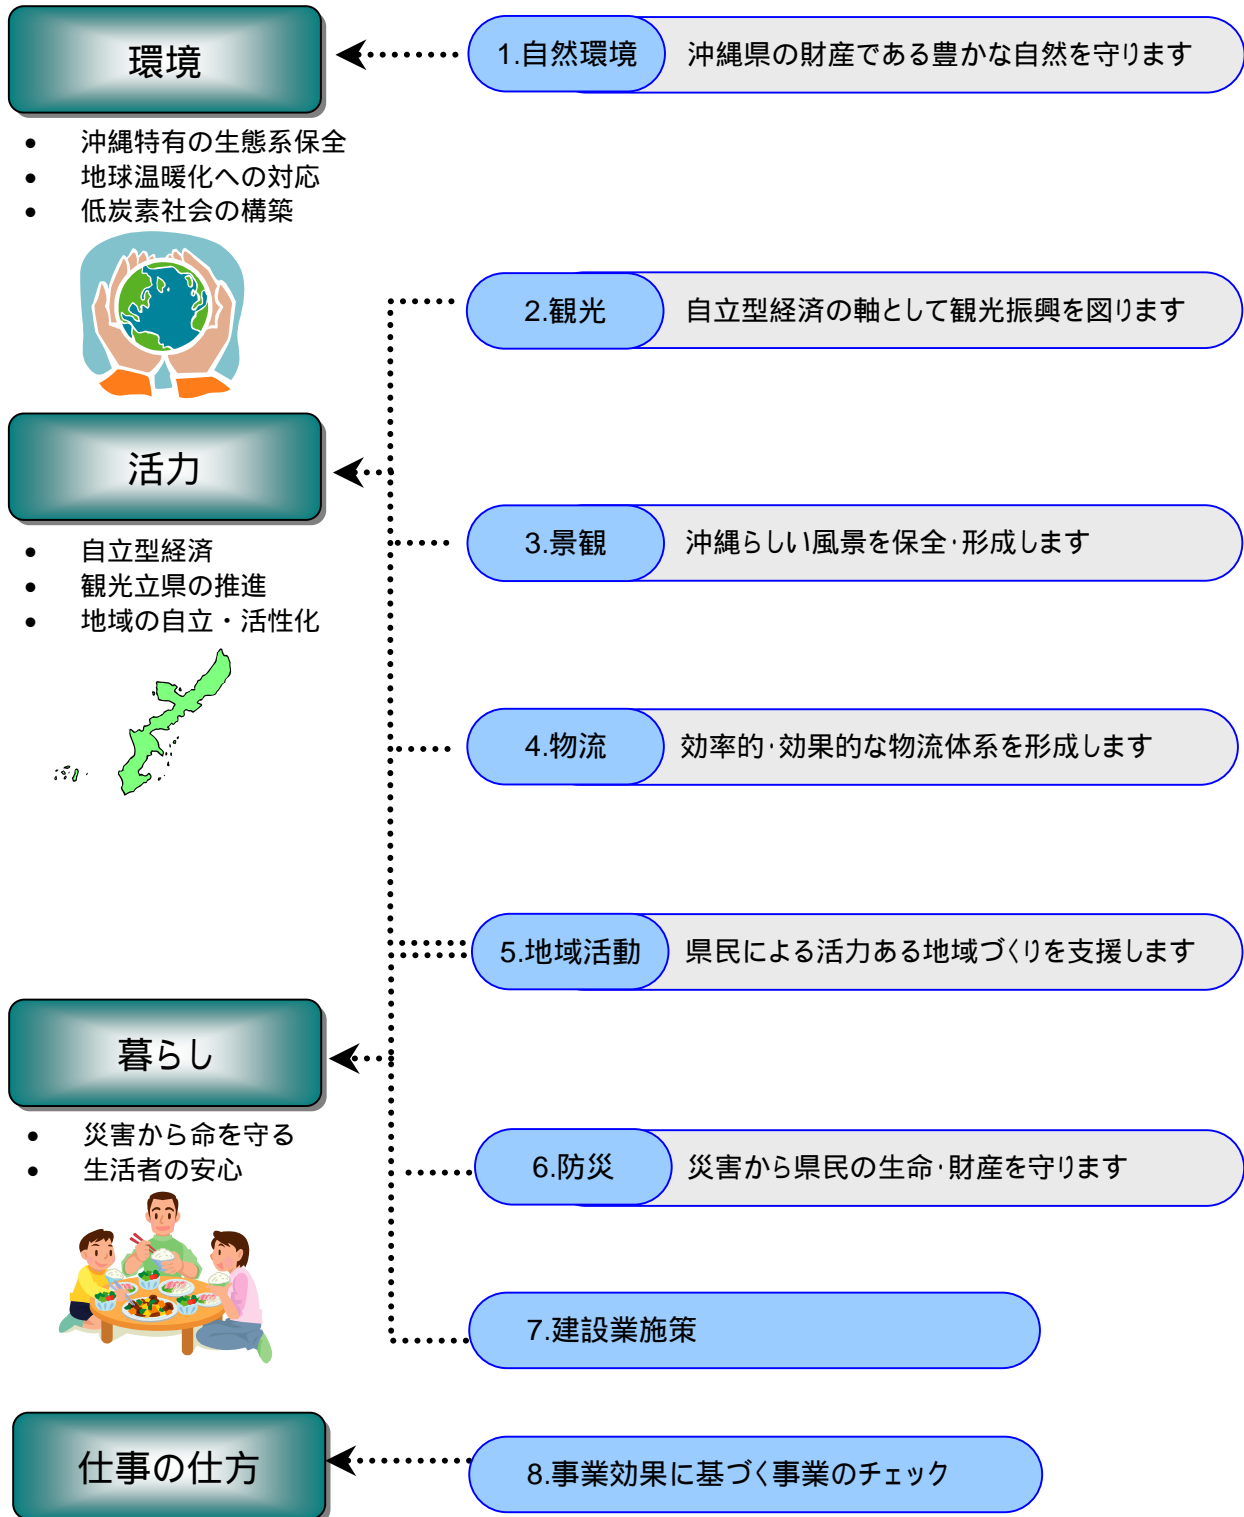 環境
1.自然環境 沖縄県の財産である豊かな自然を守ります
• 沖縄特有の生態系保全
• 地球温暖化への対応
• 低炭素社会の構築
2.観光 自立型経済の軸として観光振興を図ります
活力
3.景観 沖縄らしい風景を保全・形成します
• 自立型経済
• 観光立県の推進
• 地域の自立・活性化
4.物流 効率的・効果的な物流体系を形成します
5.地域活動 県民による活力ある地域づくりを支援します
暮らし
• 災害から命を守る
• 生活者の安心
6.防災 災害から県民の生命・財産を守ります
7.建設業施策
仕事の仕方
8.事業効果に基づく事業のチェック